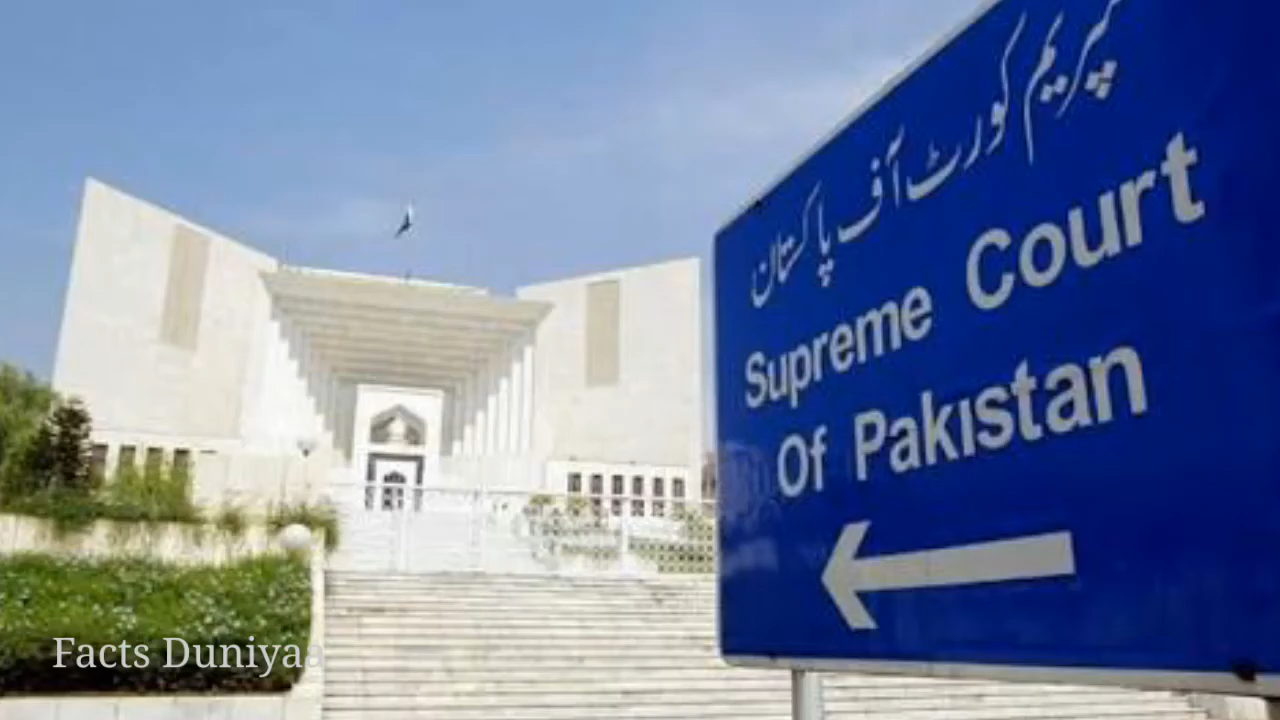 سپریم کورٹ آف پاکستان
Supreme Court
Of Pakistan
Facts Duniyaa